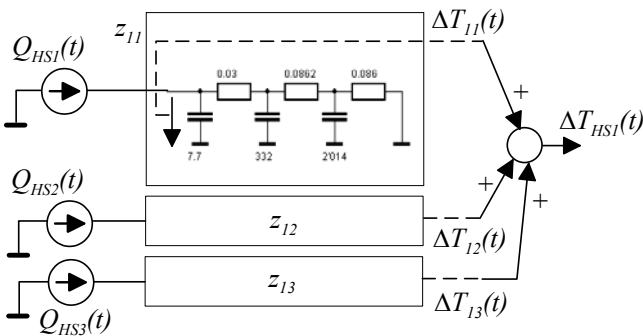 z11
ΔT11(t)
QHS1(t)
0.03 0.0862 0.086
+
ΔTHS1(t)
7.7 332 2'014
QHS2(t)
+ +
z12
ΔT12(t)
z13
ΔT13(t)
QHS3(t)